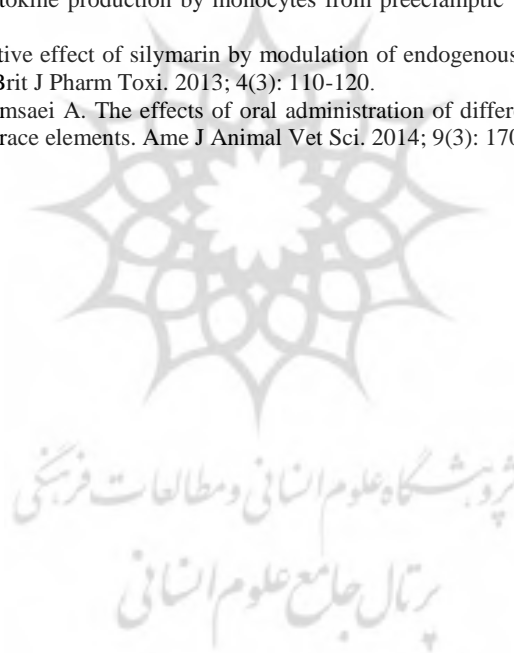 tokine production by monocytes from preeclamptic
tive effect of silymarin by modulation of endogenous
Brit J Pharm Toxi. 2013; 4(3): 110-120.
msaei A. The effects of oral administration of differe
race elements. Ame J Animal Vet Sci. 2014; 9(3): 170
پژوهشگاه علوم انسانی و مطالعات فرهنگی
پرتال جامع علوم انسانی